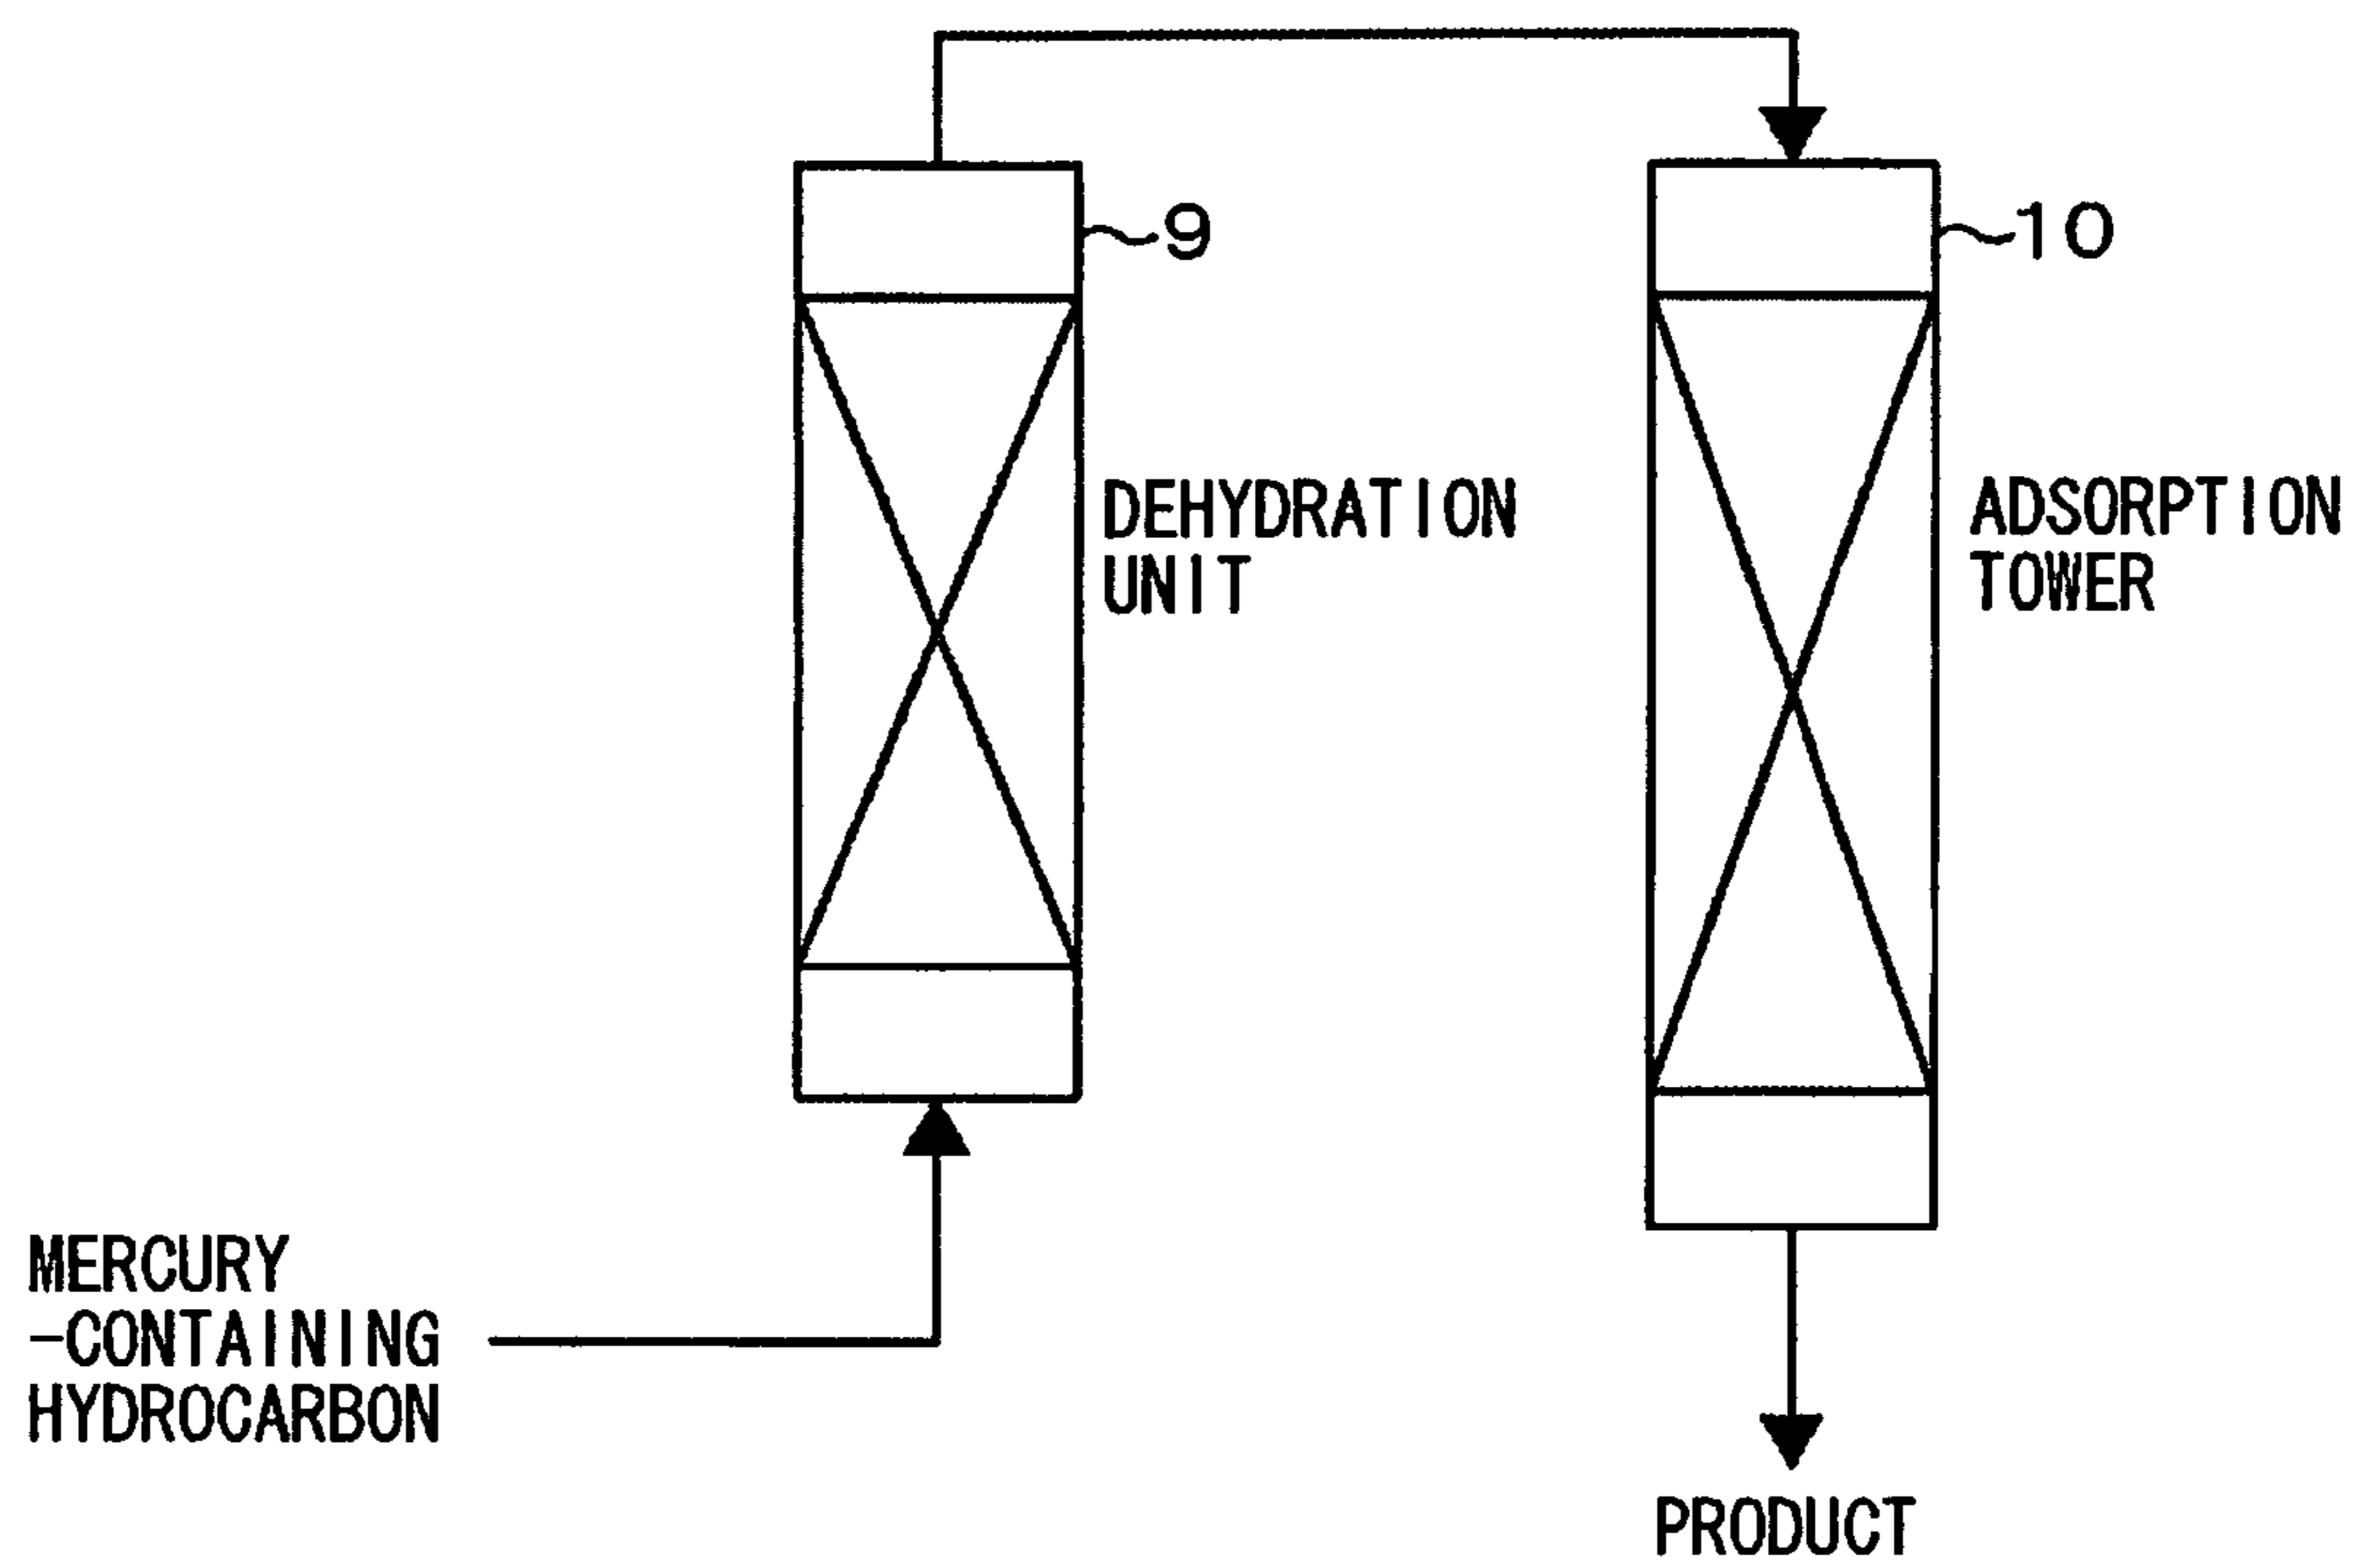 9
10
DEHYDRATION
UNIT
ADSORPTION
TOWER
MERCURY
-CONTAINING
HYDROCARBON
PRODUCT